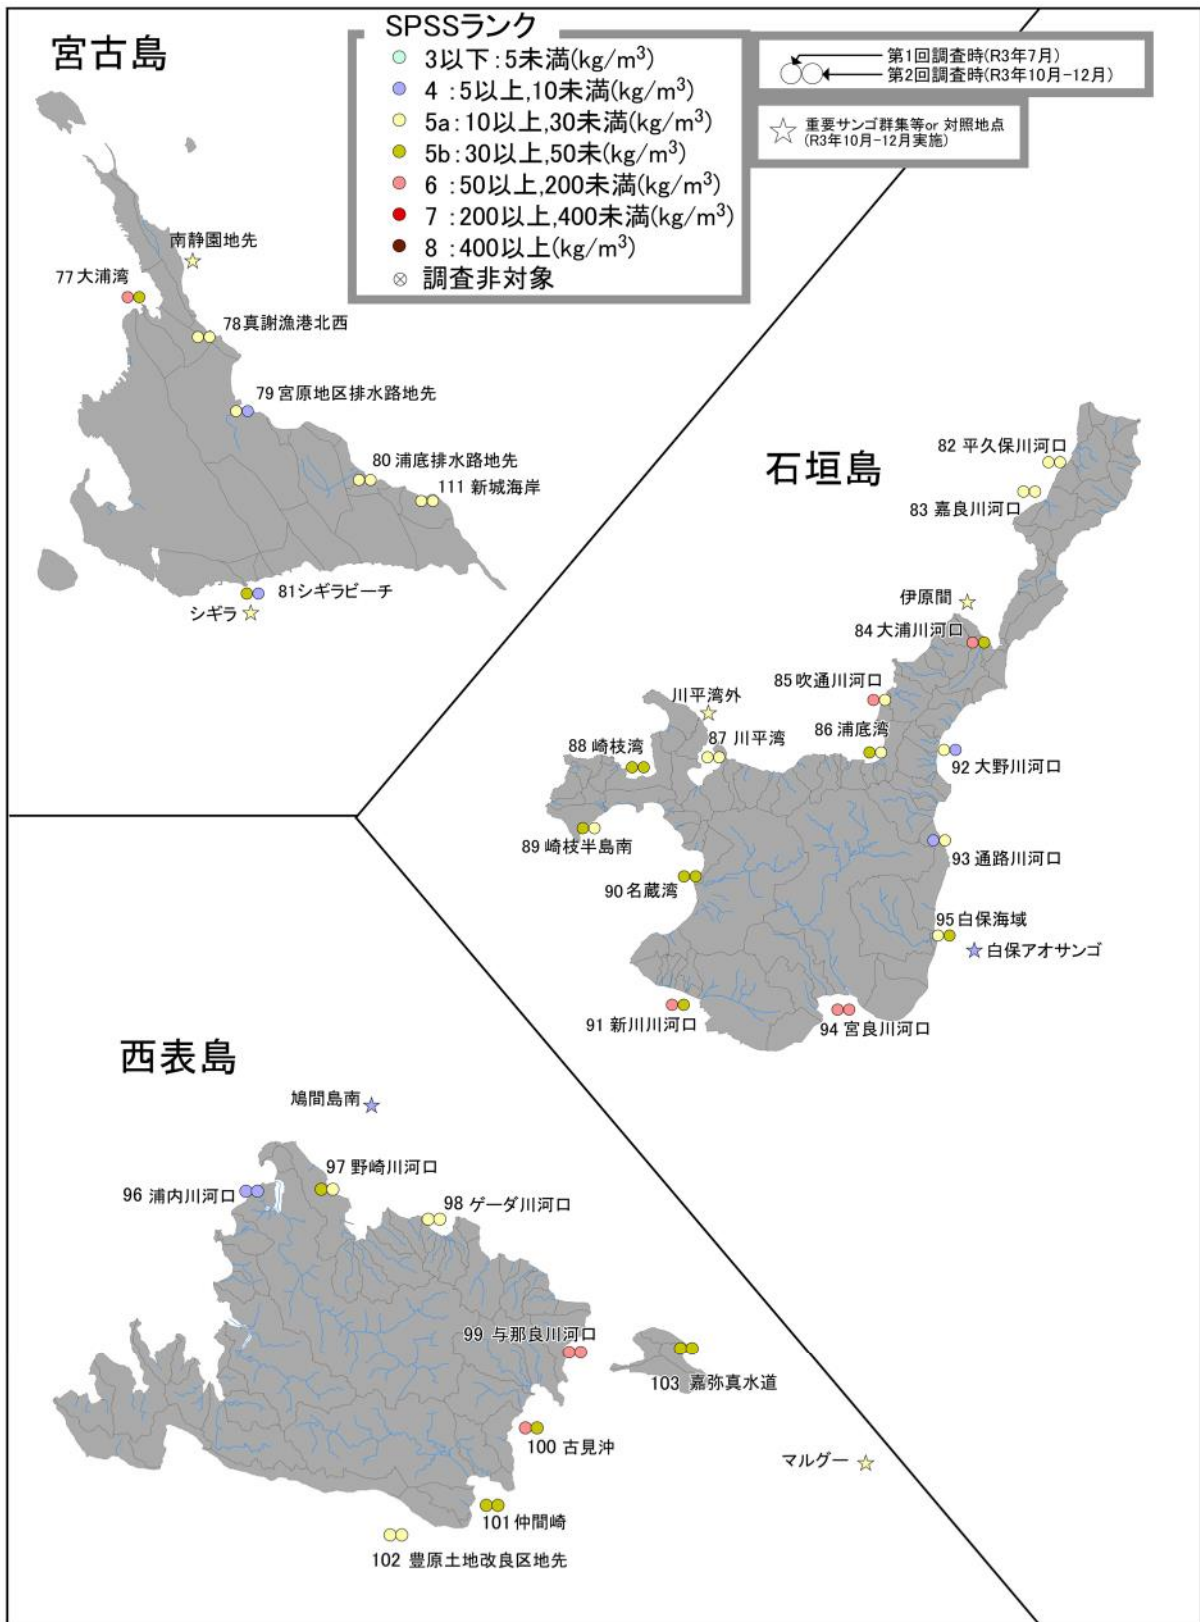 宮古島
SPSSランク
3以下:5未満(kg/m³)
4 :5以上,10未満(kg/m³)
5a:10以上,30未満(kg/m³)
5b:30以上,50未(kg/m³)
6 :50以上,200未満(kg/m³)
7 :200以上,400未満(kg/m³)
8 :400以上(kg/m³)
調査非対象
第1回調査時(R3年7月)
第2回調査時(R3年10月-12月)
重要サンゴ群集等or 対照地点
(R3年10月-12月実施)
南静園地先
77 大浦湾
78 真謝漁港北西
79 宮原地区排水路地先
80 浦底排水路地先
111 新城海岸
81シギラビーチ
シギラ
石垣島
82 平久保川河口
83 嘉良川河口
伊原間
84 大浦川河口
85 吹通川河口
川平湾外
86 浦底湾
87 川平湾
88 崎枝湾
92 大野川河口
89 崎枝半島南
93 通路川河口
90 名蔵湾
95 白保海域
白保アオサンゴ
91 新川川河口
94 宮良川河口
西表島
鳩間島南
97 野崎川河口
96 浦内川河口
98 ゲーダ川河口
99 与那良川河口
103 嘉弥真水道
100 古見沖
マルグー
101 仲間崎
102 豊原土地改良区地先